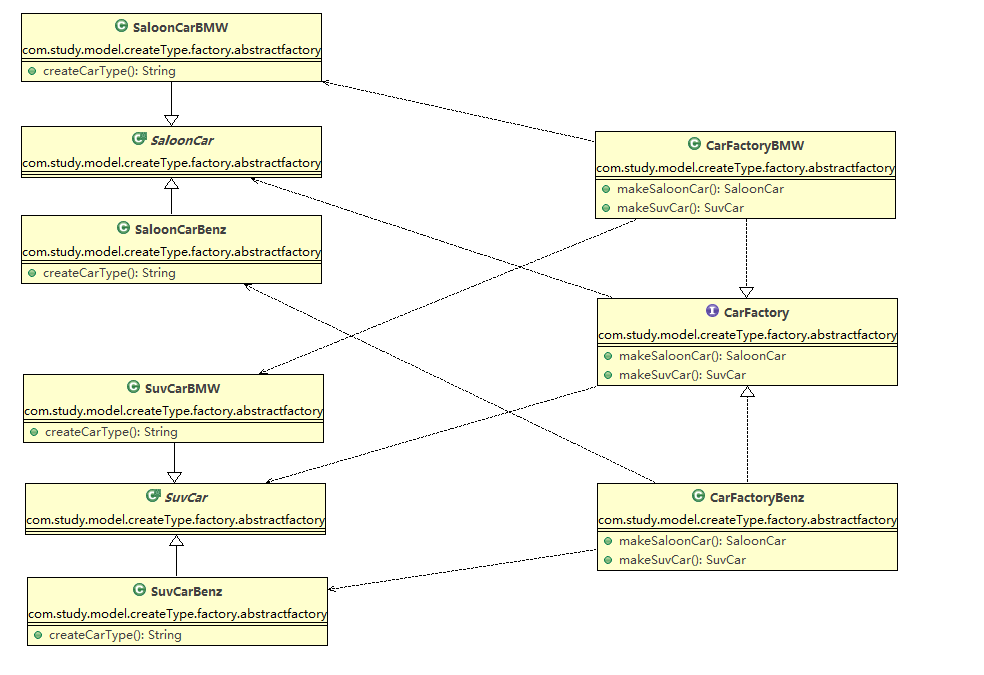 SaloonCarBMW
com.study.model.createType.factory.abstractfactory
createCarType(): String
SaloonCar
com.study.model.createType.factory.abstractfactory
SaloonCarBenz
com.study.model.createType.factory.abstractfactory
createCarType(): String
SuvCarBMW
com.study.model.createType.factory.abstractfactory
createCarType(): String
SuvCar
com.study.model.createType.factory.abstractfactory
SuvCarBenz
com.study.model.createType.factory.abstractfactory
createCarType(): String
CarFactoryBMW
com.study.model.createType.factory.abstractfactory
makeSaloonCar(): SaloonCar
makeSuvCar(): SuvCar
CarFactory
com.study.model.createType.factory.abstractfactory
makeSaloonCar(): SaloonCar
makeSuvCar(): SuvCar
CarFactoryBenz
com.study.model.createType.factory.abstractfactory
makeSaloonCar(): SaloonCar
makeSuvCar(): SuvCar